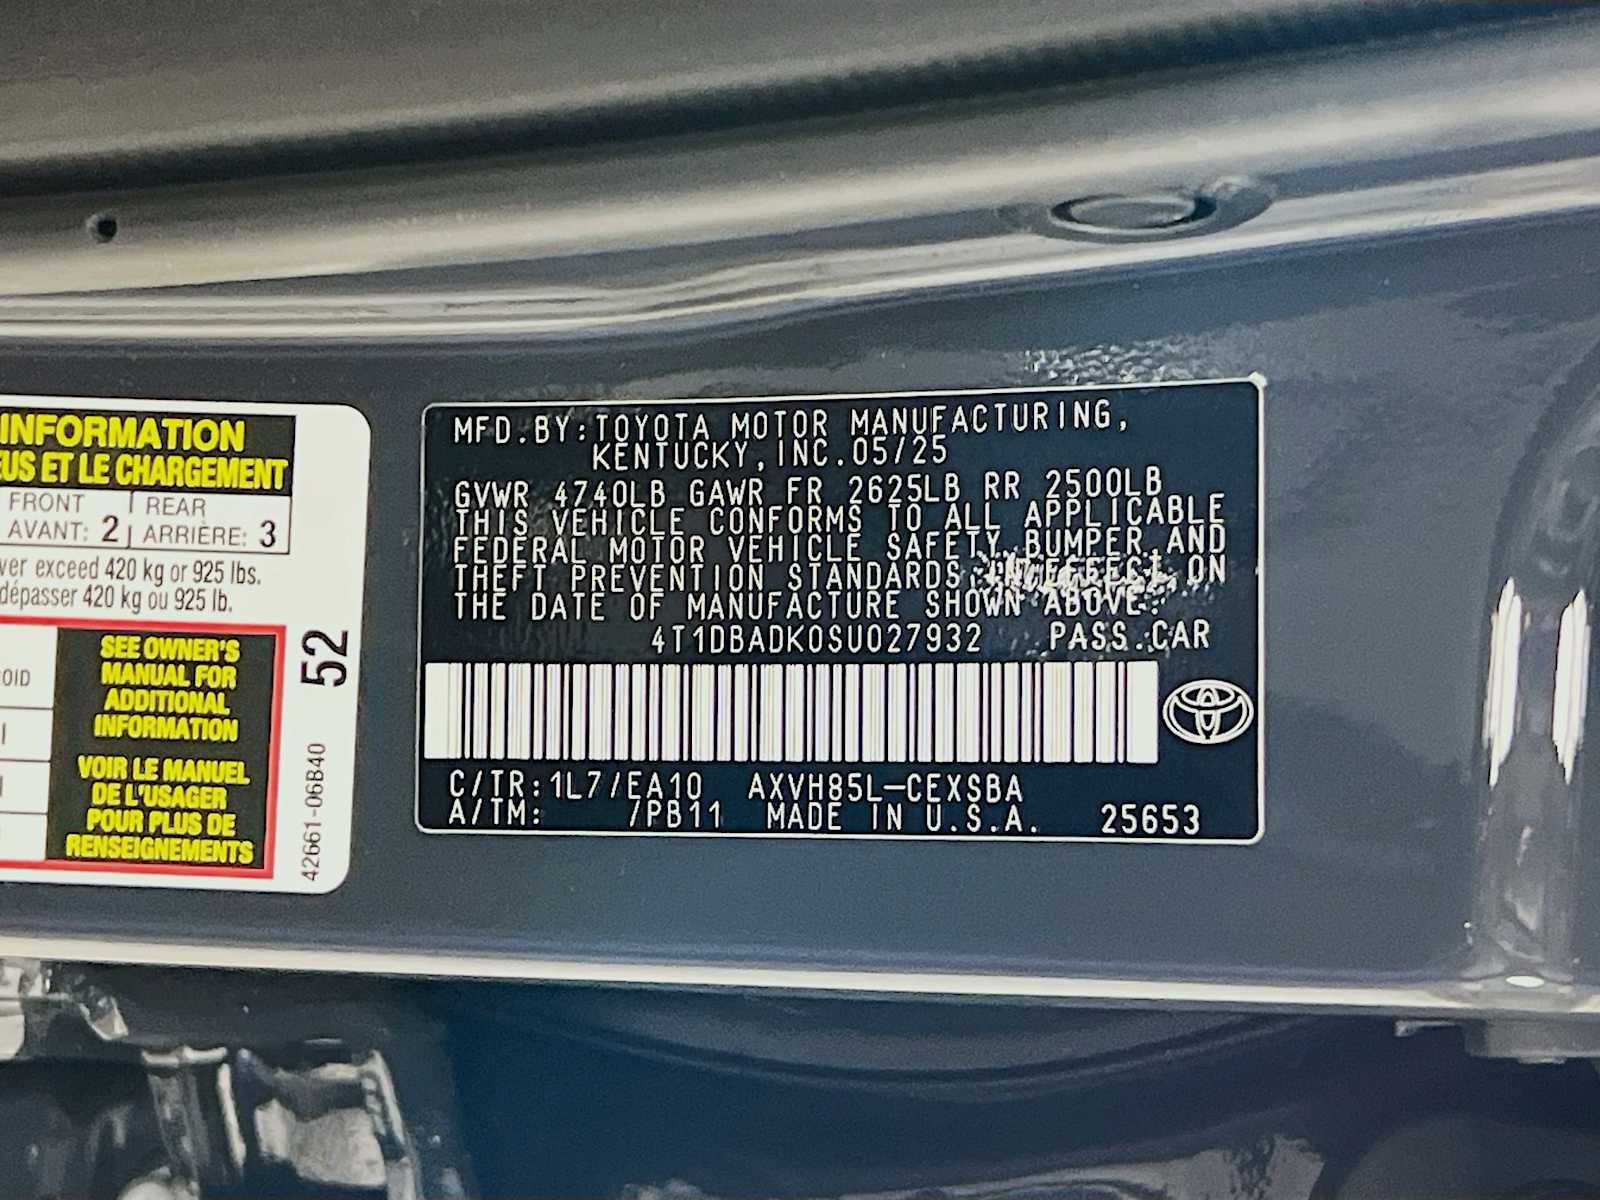 INFORMATION
EUS ET LE CHARGEMENT
FRONT REAR
AVANT: 2 ARRIÈRE: 3
ver exceed 420 kg or 925 lbs.
dépasser 420 kg ou 925 lb.
SEE OWNER'S
MANUAL FOR
ADDITIONAL
INFORMATION
VOIR LE MANUEL
DE L'USAGER
POUR PLUS DE
RENSEIGNEMENTS
OID
52
42661-06B40
MFD.BY:TOYOTA MOTOR MANUFACTURING,
KENTUCKY,INC.05/25
GVWR 4740LB GAWR FR 2625LB RR 2500LB
THIS VEHICLE CONFORMS TO ALL APPLICABLE
FEDERAL MOTOR VEHICLE SAFETY,BUMPER,AND
THEFT PREVENTION STANDARDS IN EFFECT ON
THE DATE OF MANUFACTURE SHOWN ABOVE.
4T1DBADK0SU027932 PASS.CAR
C/TR:1L7/EA10 AXVH85L-CEXSBA
A/TM: /PB11 MADE IN U.S.A. 25653